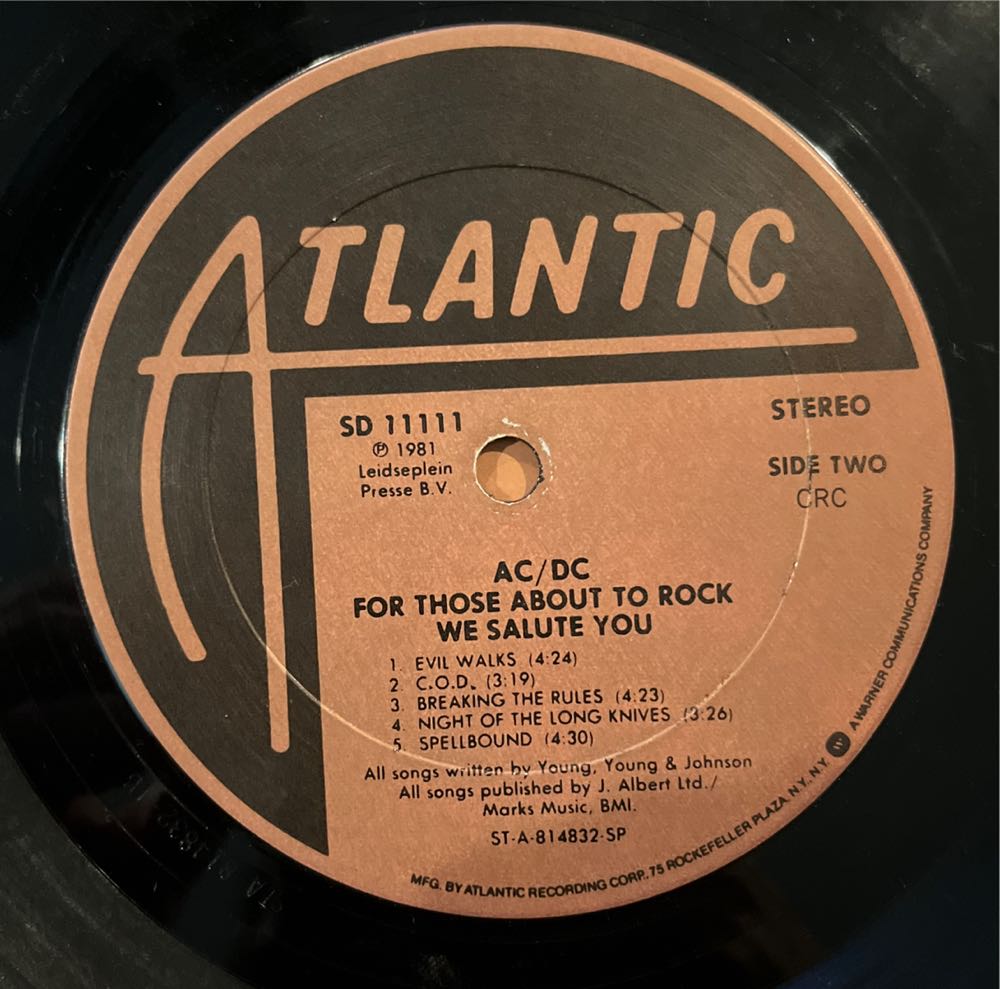 ATLANTIC
SD 11111
℗ 1981
Leidseplein
Presse B.V.
STEREO
SIDE TWO
CRC
AC/DC
FOR THOSE ABOUT TO ROCK
WE SALUTE YOU
1. EVIL WALKS (4:24)
2. C.O.D. (3:19)
3. BREAKING THE RULES (4:23)
4. NIGHT OF THE LONG KNIVES (3:26)
5. SPELLBOUND (4:30)
All songs written by Young, Young & Johnson
All songs published by J. Albert Ltd./
Marks Music, BMI.
ST-A-814832-SP
MFG. BY ATLANTIC RECORDING CORP., 75 ROCKEFELLER PLAZA, N.Y., N.Y. A WARNER COMMUNICATIONS COMPANY